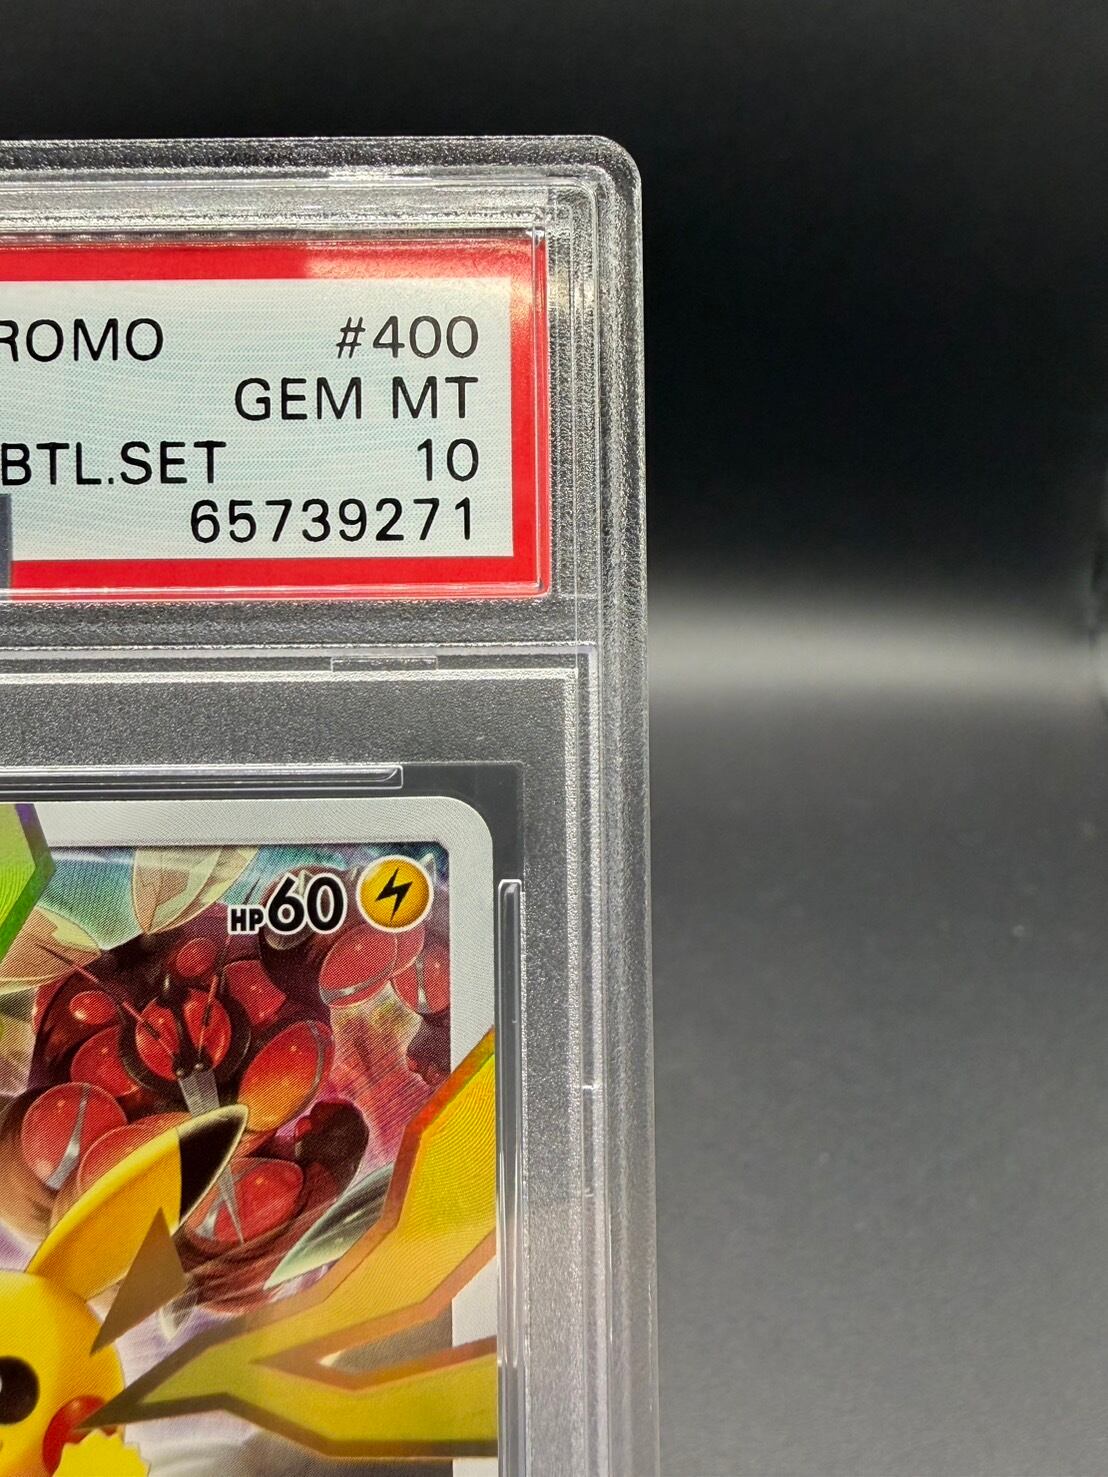 ROMO #400
GEM MT
BTL.SET 10
65739271
HP60